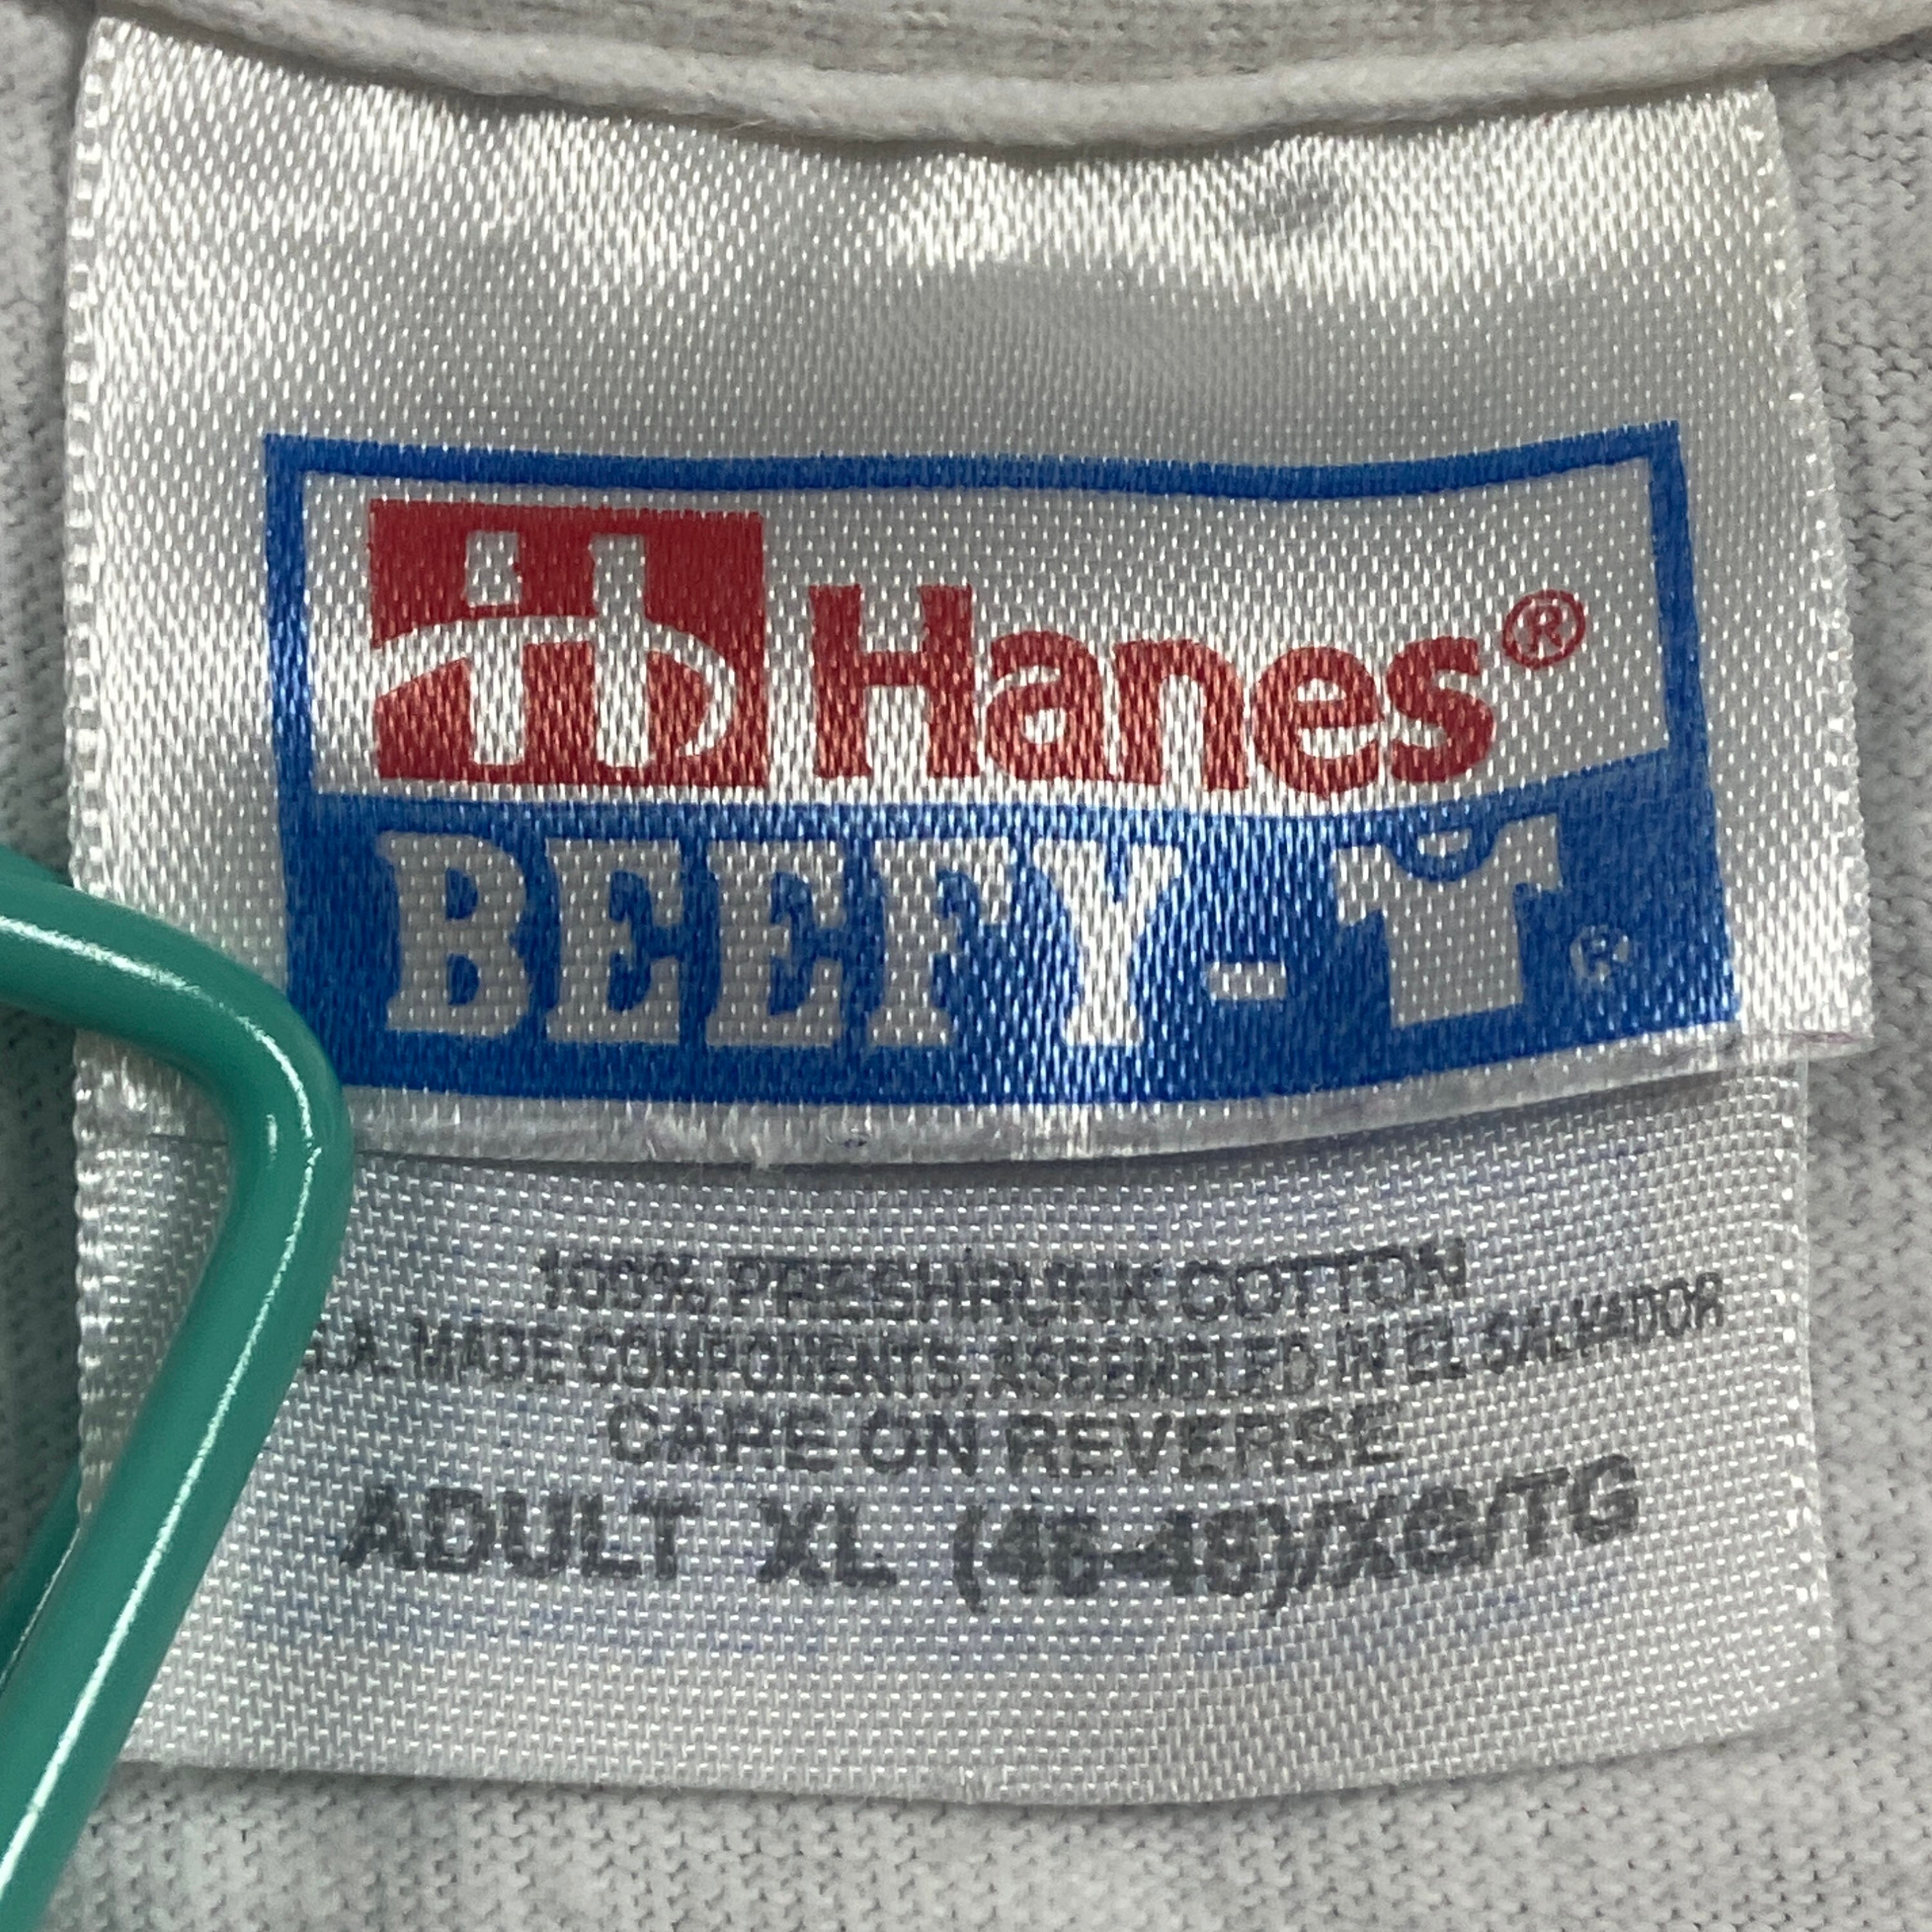 Hanes®
BEEFY-T®
100% PRESHRUNK COTTON
MADE COMPONENTS, ASSEMBLED IN EL SALVADOR
CARE ON REVERSE
ADULT XL (46-48)/XG/TG